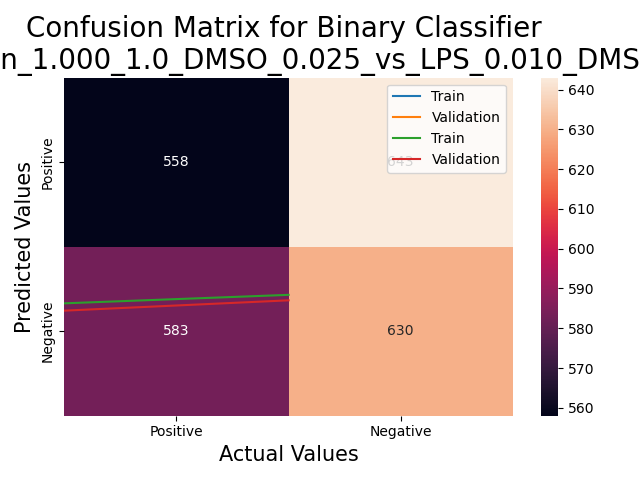 Confusion Matrix for Binary Classifier
n_1.000_1.0_DMSO_0.025_vs_LPS_0.010_DMS
Train
Validation
Train
Validation
Predicted Values
Positive
Negative
558
643
583
630
Positive
Negative
Actual Values
640
630
620
610
600
590
580
570
560